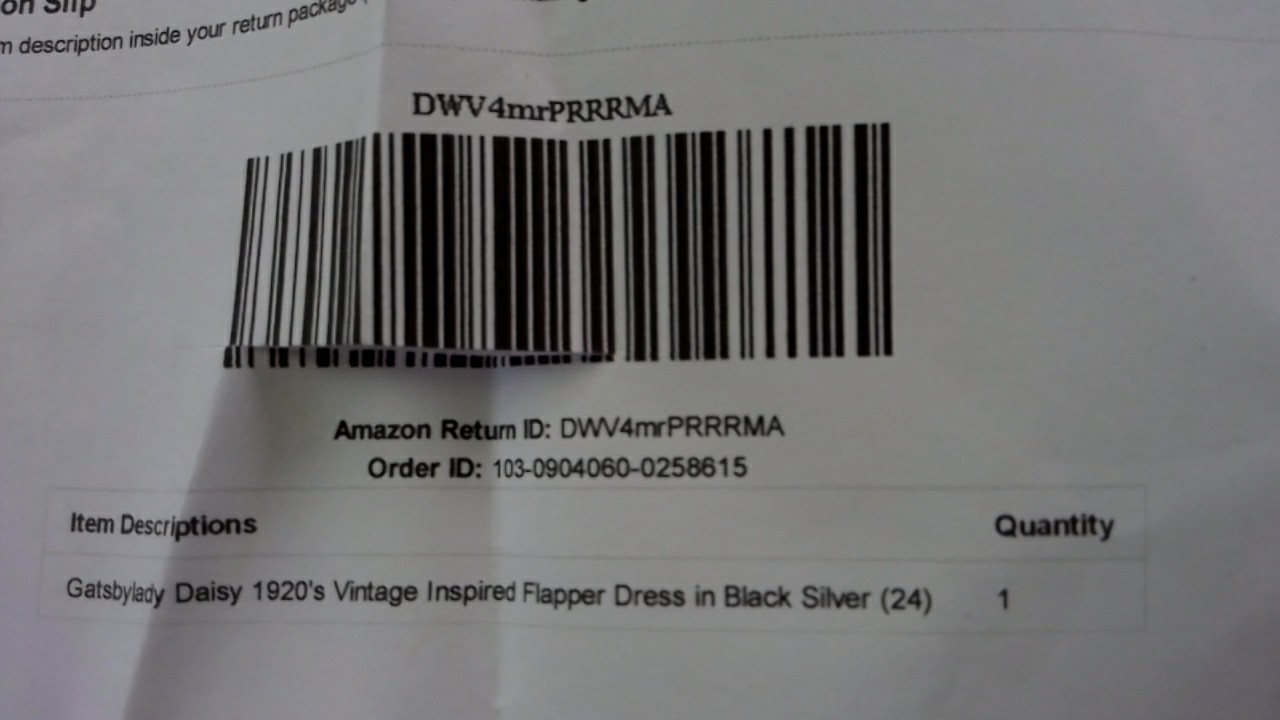 on Slip
description inside your return package
DWV4mrPRRRMA
Amazon Return ID: DWV4mrPRRRMA
Order ID: 103-0904060-0258615
Item Descriptions Quantity
Gatsbylady Daisy 1920's Vintage Inspired Flapper Dress in Black Silver (24) 1